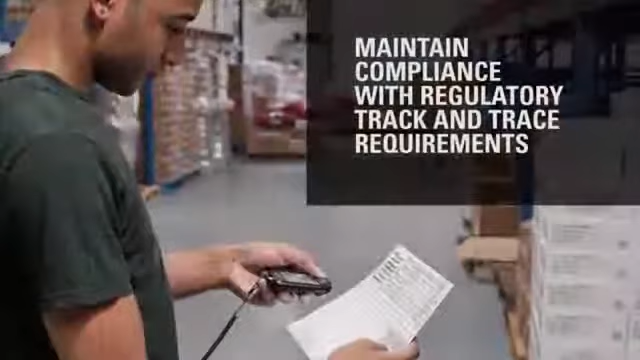 MAINTAIN
COMPLIANCE
WITH REGULATORY
TRACK AND TRACE
REQUIREMENTS